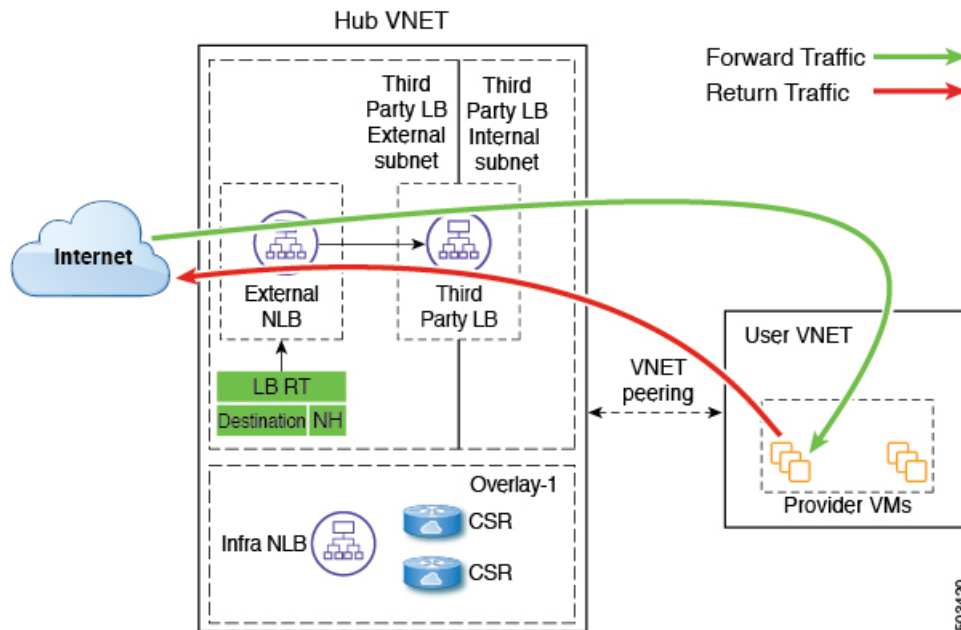 Hub VNET
Forward Traffic
Return Traffic
Third
Party LB
External
subnet
Third
Party LB
Internal
subnet
Internet
External
NLB
Third
Party LB
LB RT
Destination
NH
VNET
peering
User VNET
Provider VMs
Overlay-1
Infra NLB
CSR
CSR